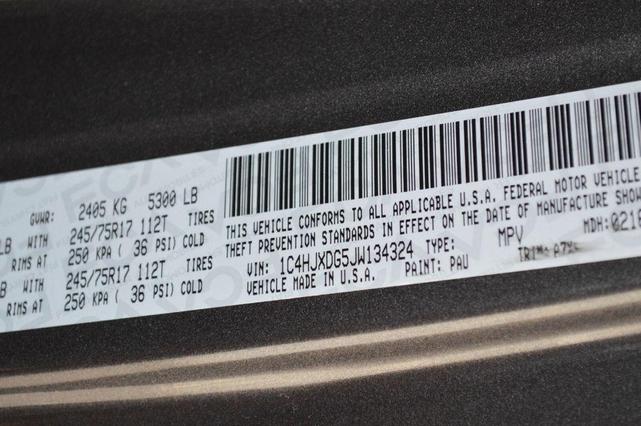 GVWR: 2405 KG 5300 LB
LB WITH 245/75R17 112T TIRES
RIMS AT 250 KPA ( 36 PSI) COLD
B WITH 245/75R17 112T TIRES
RIMS AT 250 KPA ( 36 PSI) COLD
THIS VEHICLE CONFORMS TO ALL APPLICABLE U.S.A. FEDERAL MOTOR VEHICLE
THEFT PREVENTION STANDARDS IN EFFECT ON THE DATE OF MANUFACTURE SHOW
VIN: 1C4HJXDG5JW134324 TYPE: MPV MDH:0218
VEHICLE MADE IN U.S.A. PAINT: PAU TRIM: